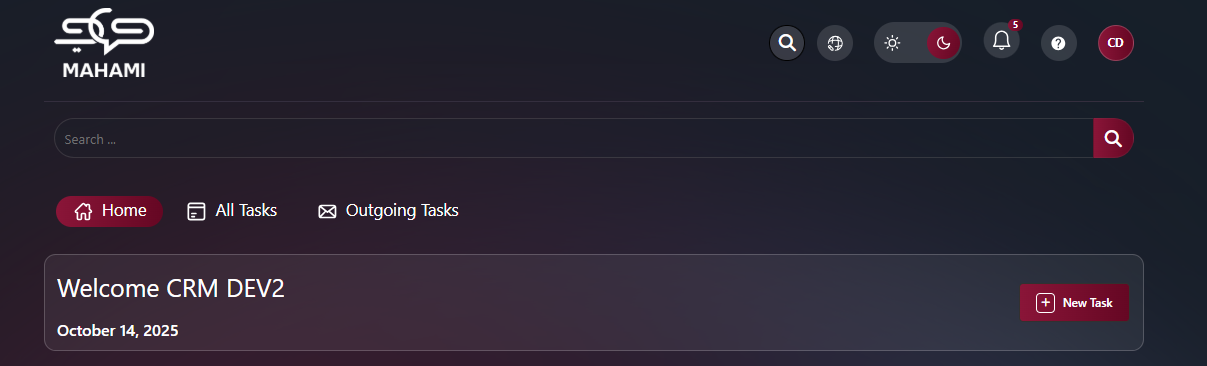 MAHAMI
5
CD
Search ...
Home
All Tasks
Outgoing Tasks
Welcome CRM DEV2
New Task
October 14, 2025